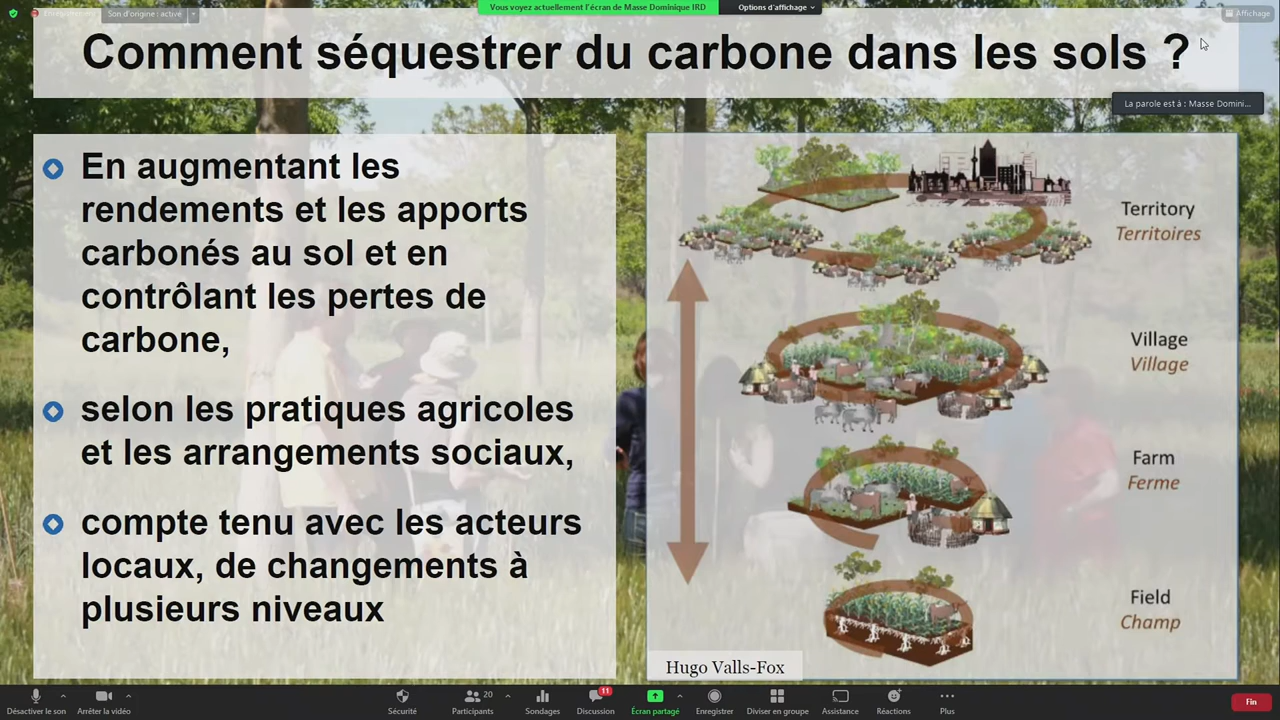 Son d'origine : activé
Vous voyez actuellement l'écran de Masse Dominique IRD
Options d'affichage
Affichage
Comment séquestrer du carbone dans les sols ?
La parole est à : Masse Domini...
En augmentant les
rendements et les apports
carbonés au sol et en
contrôlant les pertes de
carbone,
selon les pratiques agricoles
et les arrangements sociaux,
compte tenu avec les acteurs
locaux, de changements à
plusieurs niveaux
Territory
Territoires
Village
Village
Farm
Ferme
Field
Champ
Hugo Valls-Fox
Désactiver le son
Arrêter la vidéo
Sécurité
20
Participants
Sondages
11
Discussion
Écran partagé
Enregistrer
Diviser en groupe
Assistance
Réactions
Plus
Fin